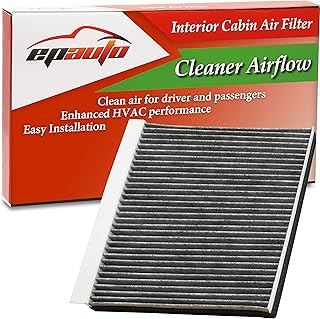 epauto
Interior Cabin Air Filter
Cleaner Airflow
Clean air for driver and passengers
Enhanced HVAC performance
Easy Installation